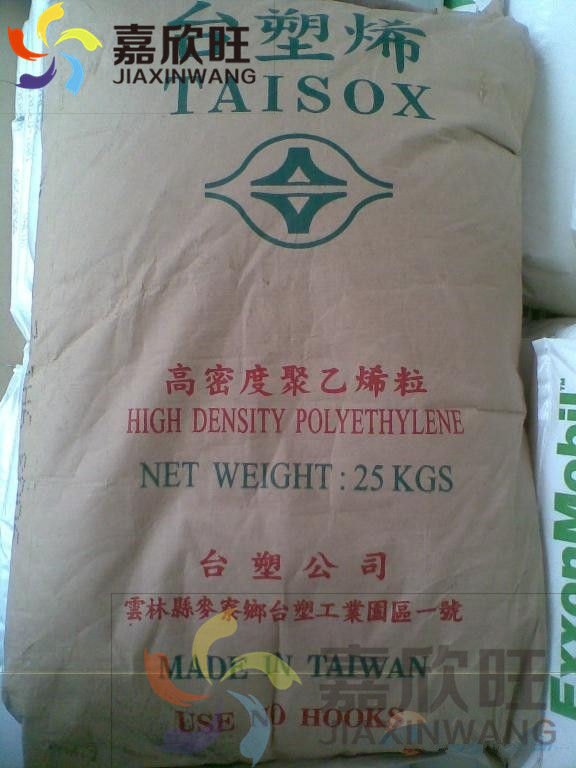 嘉欣旺
JIAXINWANG
台塑烯
TAISOX
高密度聚乙烯粒
HIGH DENSITY POLYETHYLENE
NET WEIGHT : 25 KGS
台塑公司
雲林縣麥寮鄉台塑工業園區一號
MADE IN TAIWAN
USE NO HOOKS
嘉欣旺
JIAXINWANG
ExxonMobil™